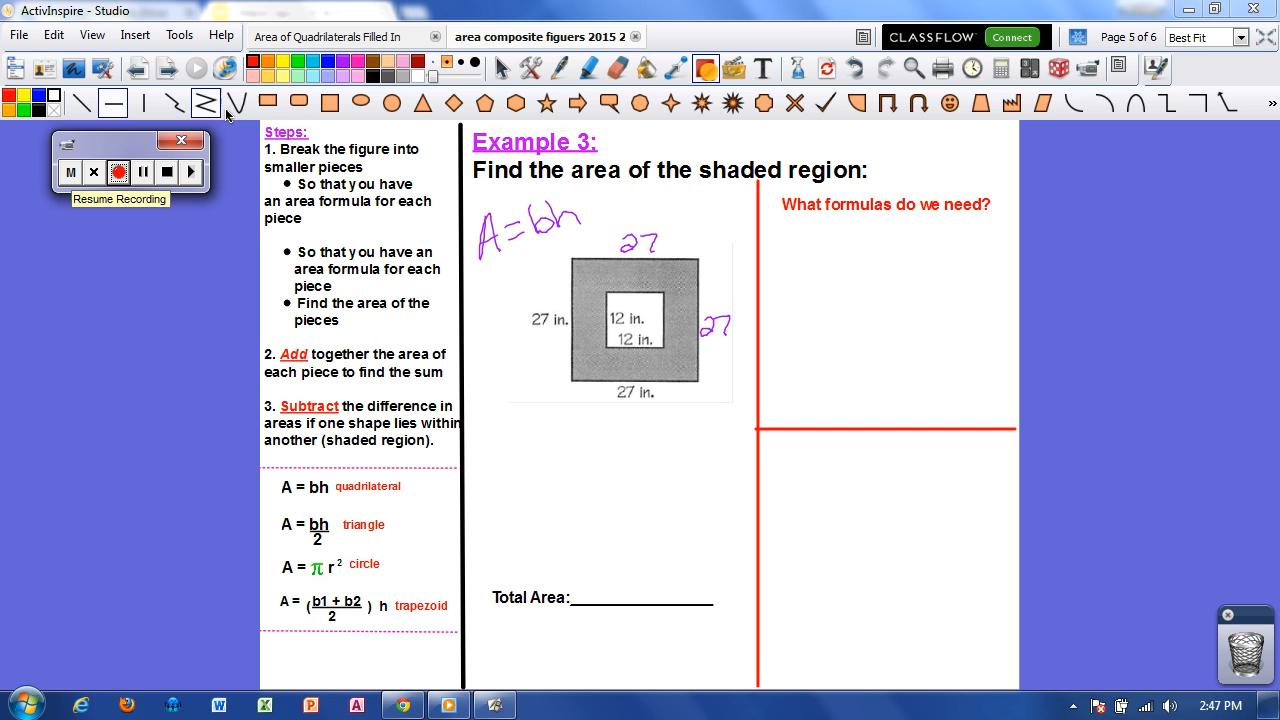 ActivInspire - Studio
File Edit View Insert Tools Help
Area of Quadrilaterals Filled In
area composite figuers 2015 2
CLASSFLOW Connect
Page 5 of 6
Best Fit
M
Resume Recording
Steps:
1. Break the figure into
smaller pieces
• So that you have
an area formula for each
piece
• So that you have an
area formula for each
piece
• Find the area of the
pieces
2. Add together the area of
each piece to find the sum
3. Subtract the difference in
areas if one shape lies within
another (shaded region).
A = bh quadrilateral
A = bh triangle
2
A = π r² circle
A = (b1 + b2) h trapezoid
2
Example 3:
Find the area of the shaded region:
A = bh
27
27 in.
12 in.
12 in.
27
27 in.
Total Area:
What formulas do we need?
2:47 PM